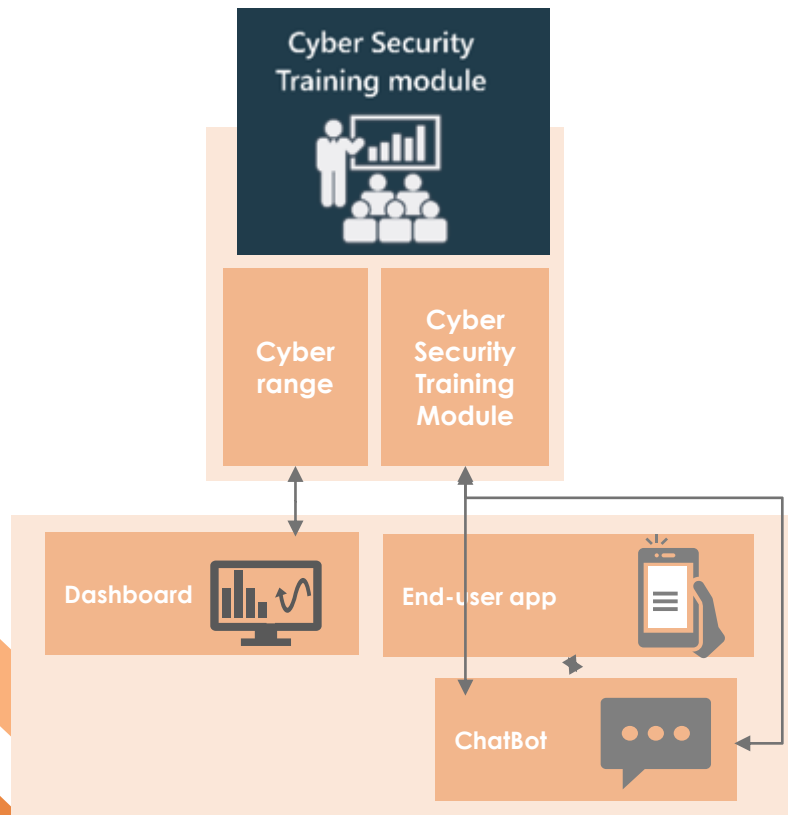 Cyber Security
Training module
Cyber
range
Cyber
Security
Training
Module
Dashboard
End-user app
ChatBot